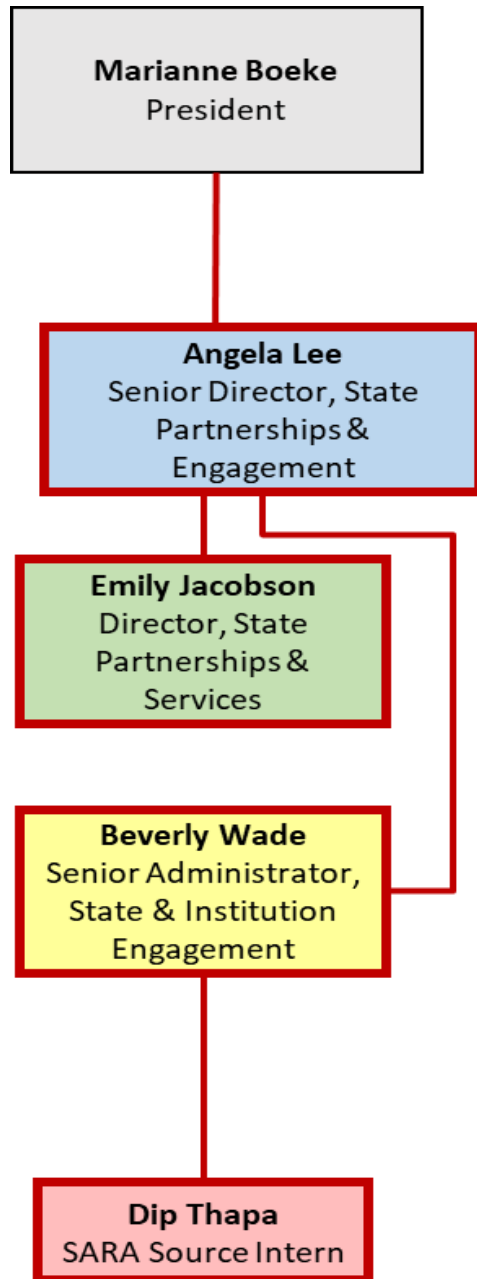 Marianne Boeke
President
Angela Lee
Senior Director, State
Partnerships &
Engagement
Emily Jacobson
Director, State
Partnerships &
Services
Beverly Wade
Senior Administrator,
State & Institution
Engagement
Dip Thapa
SARA Source Intern